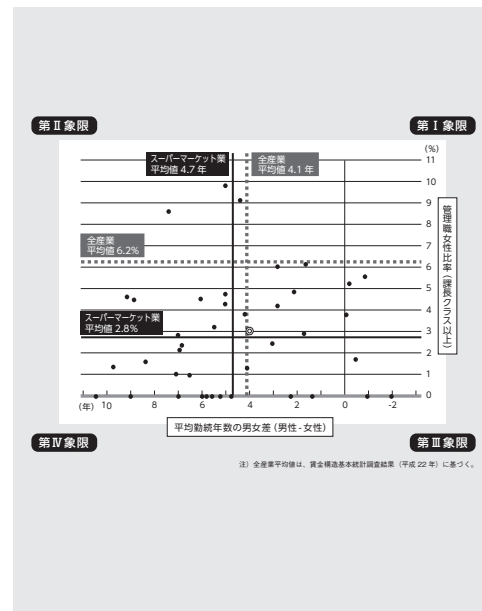 第Ⅱ象限
第Ⅰ象限
スーパーマーケット業
平均値 4.7 年
全産業
平均値 4.1 年
(%)
11
10
9
8
7
6
5
4
3
2
1
0
全産業
平均値 6.2%
スーパーマーケット業
平均値 2.8%
管理職女性比率（課長クラス以上）
(年) 10 8 6 4 2 0 -2
平均勤続年数の男女差 (男性 - 女性)
第Ⅳ象限
第Ⅲ象限
注）全産業平均値は、賃金構造基本統計調査結果（平成 22 年）に基づく。